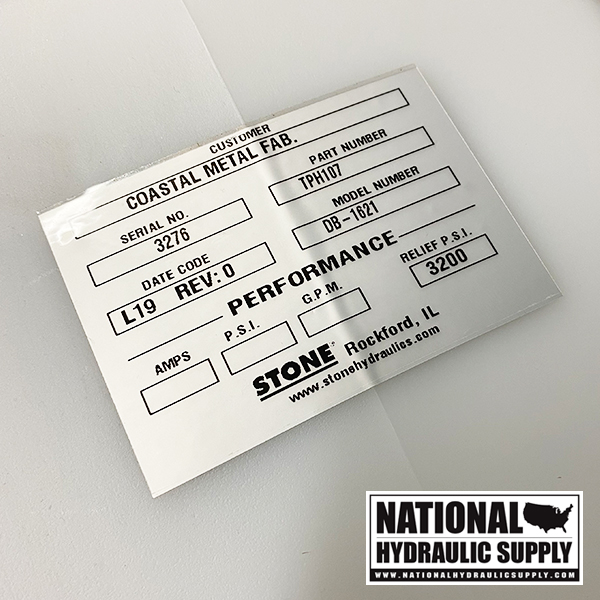 CUSTOMER
COASTAL METAL FAB.
SERIAL NO.
3276
PART NUMBER
TPH107
DATE CODE
L19 REV: 0
MODEL NUMBER
DB-1621
PERFORMANCE
AMPS
P.S.I.
G.P.M.
RELIEF P.S.I.
3200
STONE® Rockford, IL
www.stonehydraulics.com
NATIONAL
HYDRAULIC SUPPLY
WWW.NATIONALHYDRAULICSUPPLY.COM